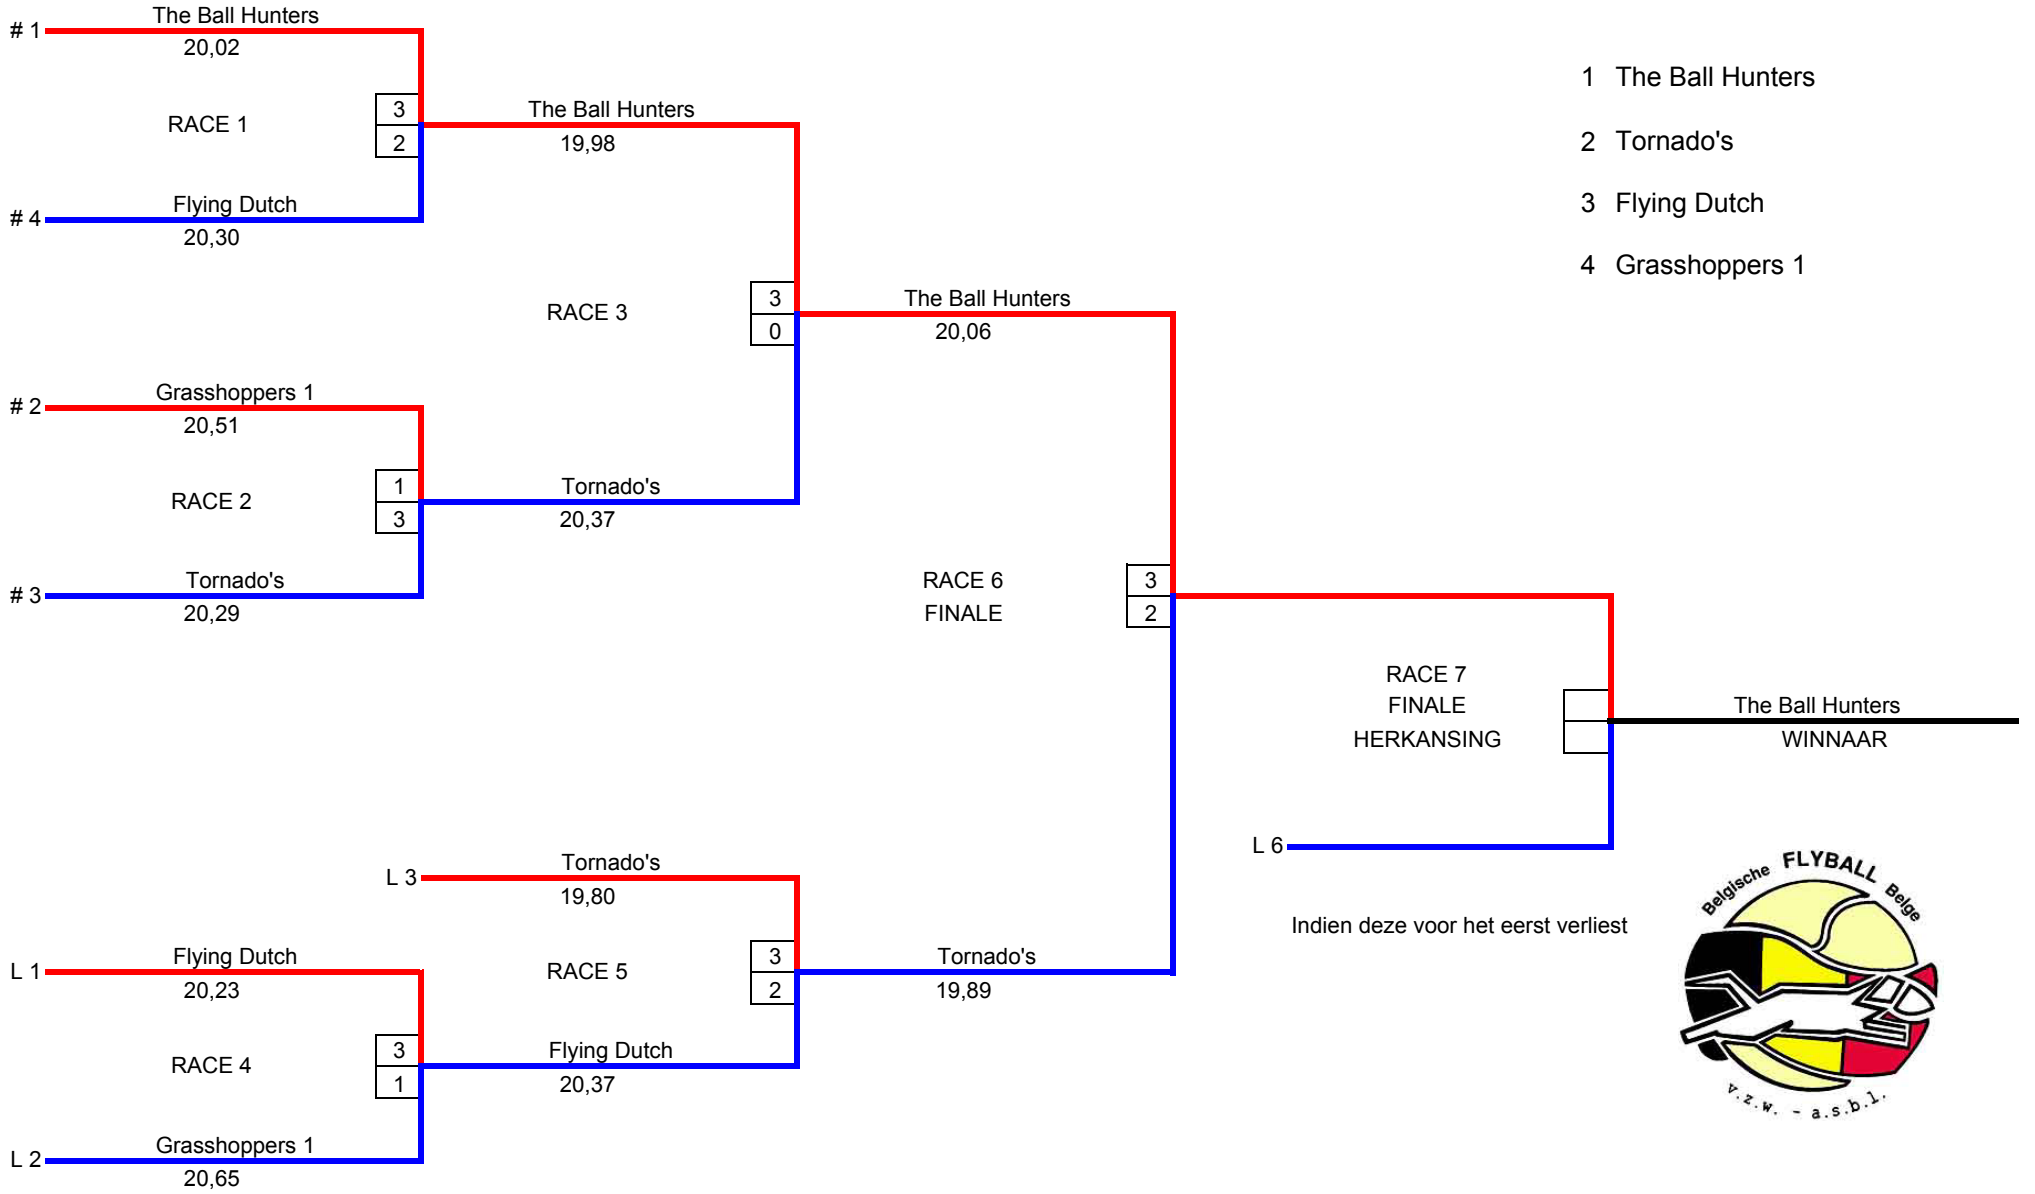 The Ball Hunters
# 1
20,02
RACE 1
3
2
Flying Dutch
# 4
20,30
The Ball Hunters
19,98
RACE 3
3
0
Grasshoppers 1
# 2
20,51
RACE 2
1
3
Tornado's
# 3
20,29
Tornado's
20,37
The Ball Hunters
20,06
RACE 6
FINALE
3
2
1 The Ball Hunters
2 Tornado's
3 Flying Dutch
4 Grasshoppers 1
RACE 7
FINALE
HERKANSING
The Ball Hunters
WINNAAR
L 6
Indien deze voor het eerst verliest
L 3
Tornado's
19,80
RACE 5
3
2
Tornado's
19,89
Flying Dutch
L 1
20,23
RACE 4
3
1
Flying Dutch
20,37
Grasshoppers 1
L 2
20,65
Belgische FLYBALL Belge
v.z.w. - a.s.b.l.